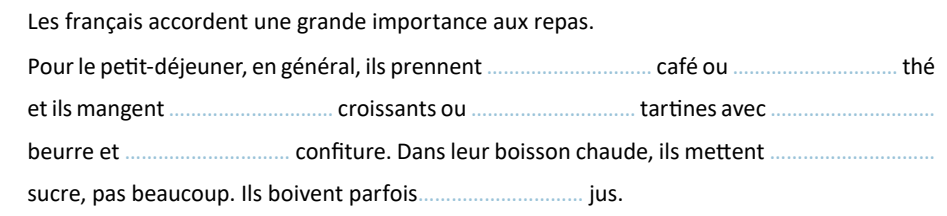 Les français accordent une grande importance aux repas.
Pour le petit-déjeuner, en général, ils prennent ................................. café ou ................................. thé
et ils mangent ................................. croissants ou ................................. tartines avec .................................
beurre et ................................. confiture. Dans leur boisson chaude, ils mettent .................................
sucre, pas beaucoup. Ils boivent parfois................................. jus.